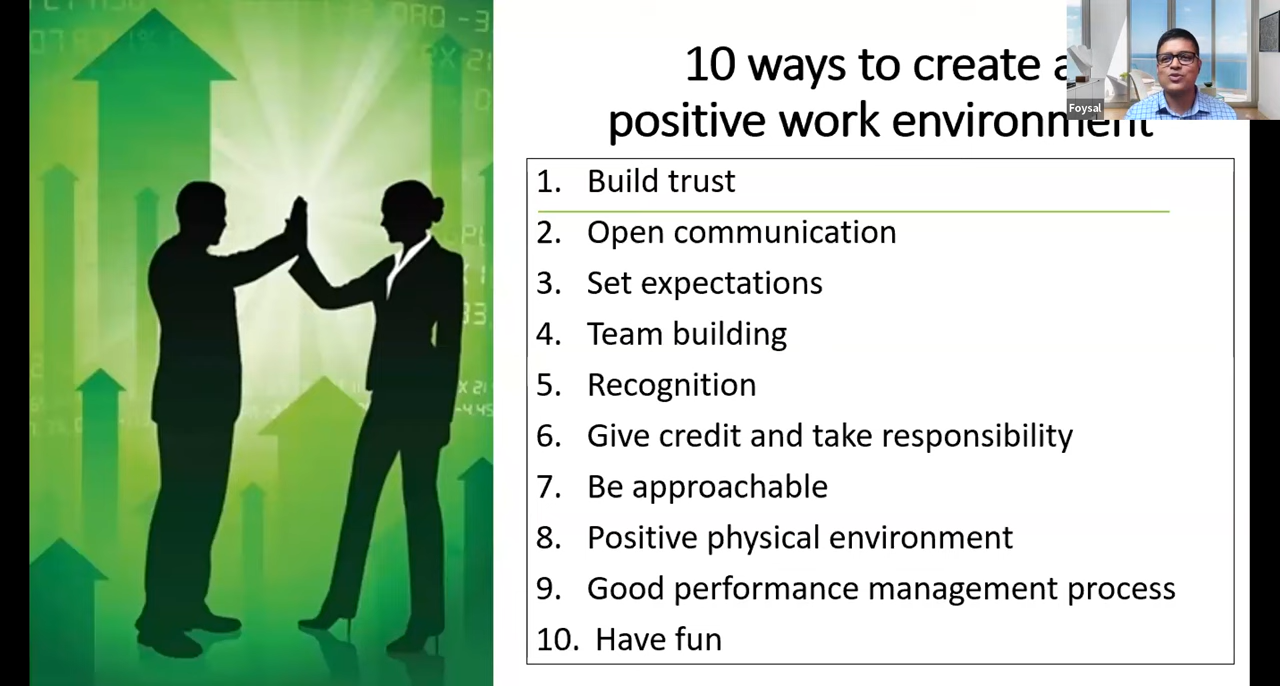 10 ways to create a
positive work environment
Foysal
1. Build trust
2. Open communication
3. Set expectations
4. Team building
5. Recognition
6. Give credit and take responsibility
7. Be approachable
8. Positive physical environment
9. Good performance management process
10. Have fun